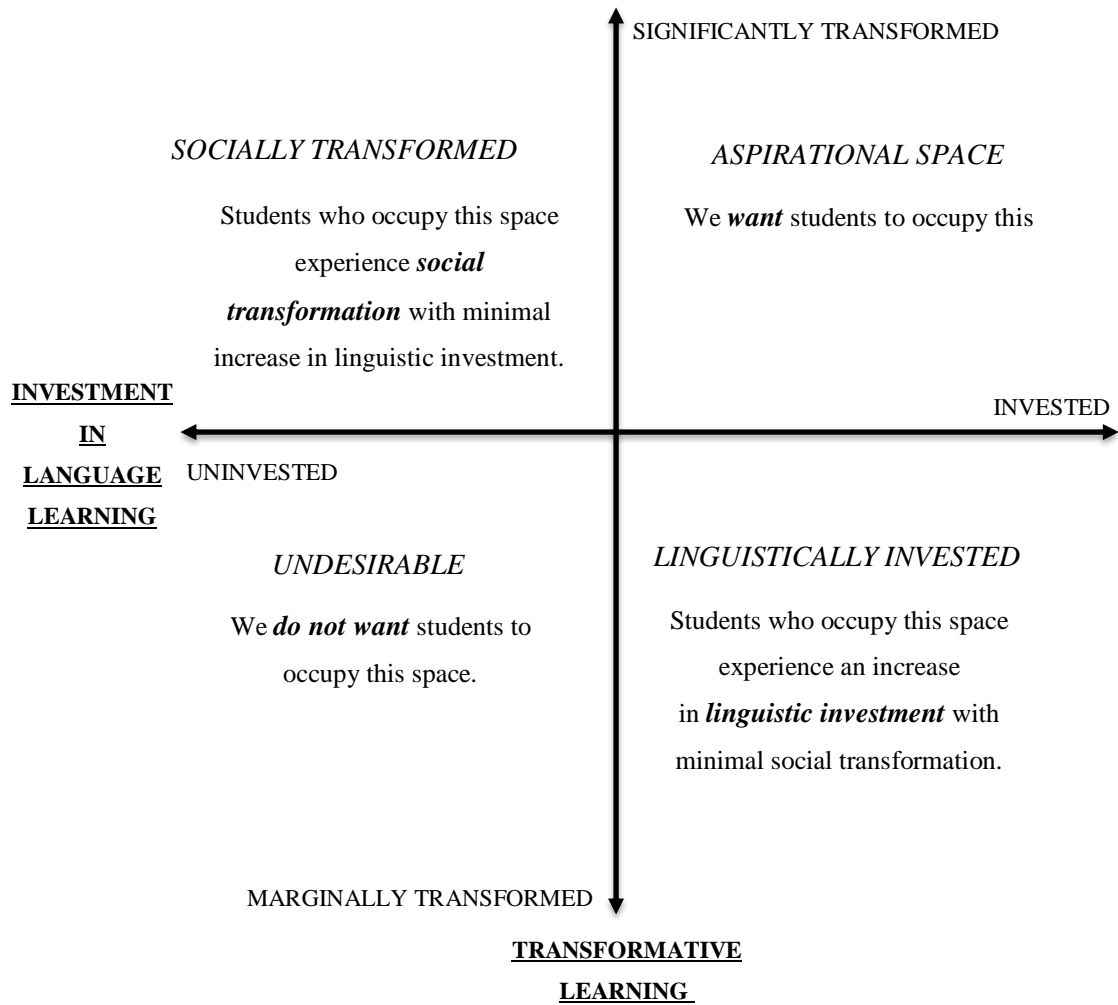 SIGNIFICANTLY TRANSFORMED
SOCIALLY TRANSFORMED
Students who occupy this space
experience social
transformation with minimal
increase in linguistic investment.
ASPIRATIONAL SPACE
We want students to occupy this
INVESTMENT
IN
LANGUAGE
LEARNING
INVESTED
UNINVESTED
UNDESIRABLE
We do not want students to
occupy this space.
LINGUISTICALLY INVESTED
Students who occupy this space
experience an increase
in linguistic investment with
minimal social transformation.
MARGINALLY TRANSFORMED
TRANSFORMATIVE
LEARNING